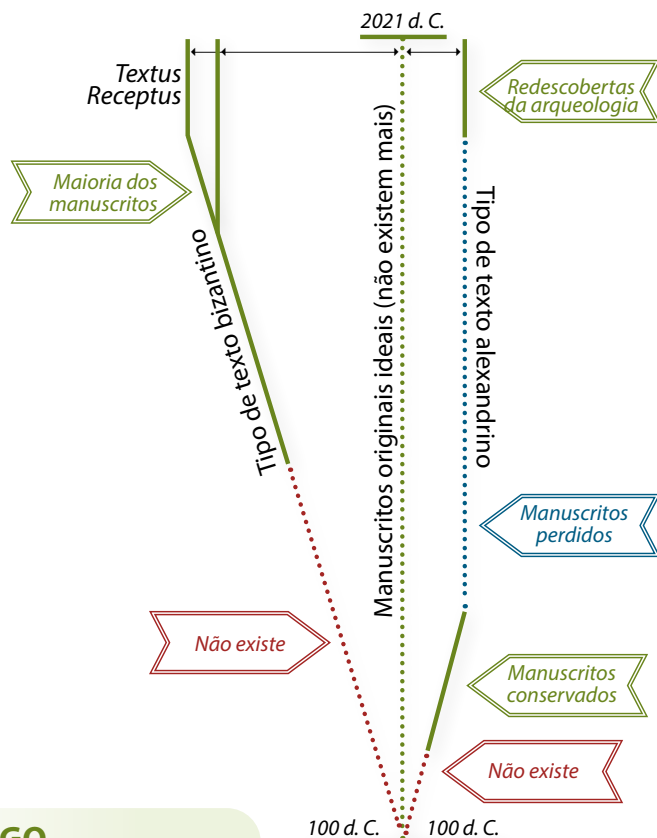 2021 d. C.
Textus
Receptus
Redescobertas
da arqueologia
Maioria dos
manuscritos
Tipo de texto bizantino
Manuscritos originais ideais (não existem mais)
Tipo de texto alexandrino
Manuscritos
perdidos
Não existe
Manuscritos
conservados
Não existe
100 d. C.
100 d. C.
GO